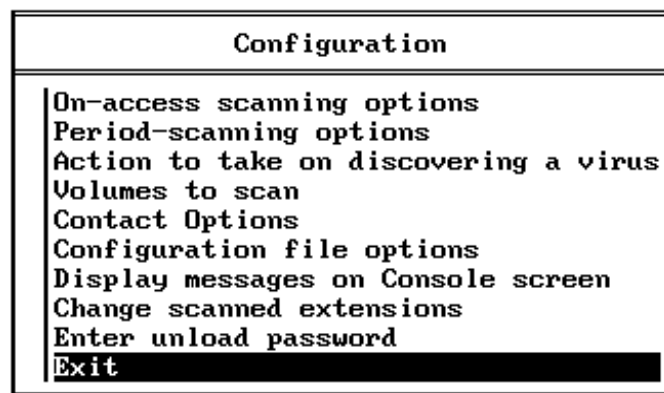 Configuration
On-access scanning options
Period-scanning options
Action to take on discovering a virus
Volumes to scan
Contact Options
Configuration file options
Display messages on Console screen
Change scanned extensions
Enter unload password
Exit